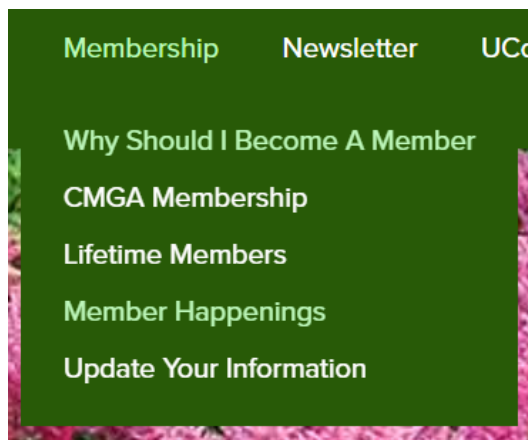 Membership Newsletter
Why Should I Become A Member
CMGA Membership
Lifetime Members
Member Happenings
Update Your Information